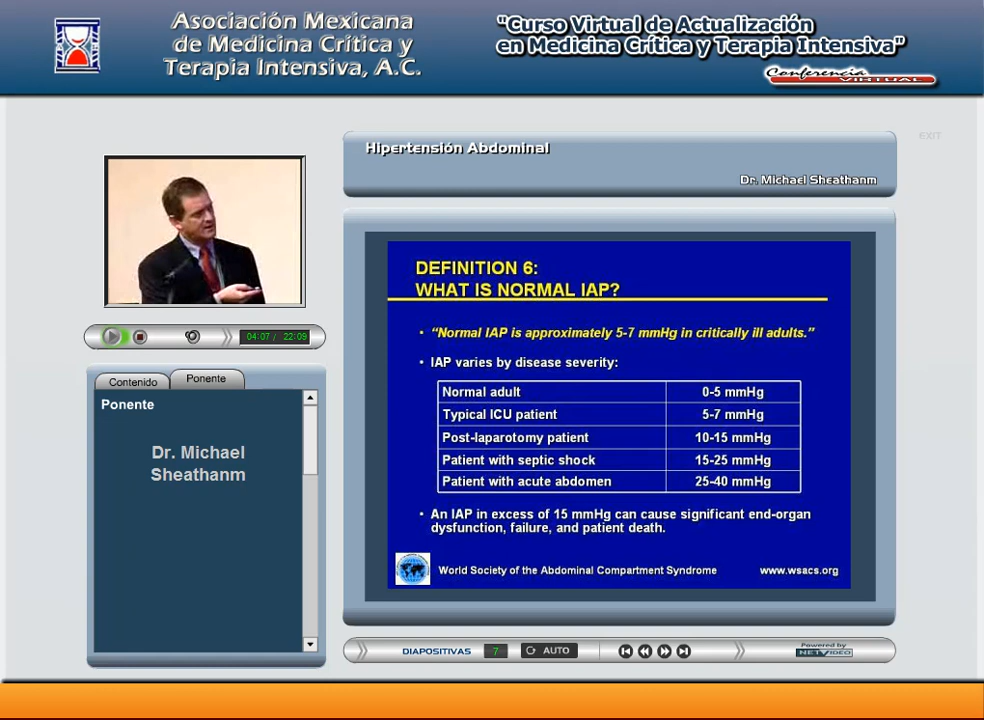 Asociación Mexicana
de Medicina Crítica y
Terapia Intensiva, A.C.
"Curso Virtual de Actualización
en Medicina Crítica y Terapia Intensiva"
Conferencia
VIRTUAL
EXIT
Hipertensión Abdominal
Dr. Michael Sheathanm
04:07 / 22:09
Contenido
Ponente
Ponente
Dr. Michael
Sheathanm
DEFINITION 6:
WHAT IS NORMAL IAP?
• “Normal IAP is approximately 5-7 mmHg in critically ill adults.”
• IAP varies by disease severity:
Normal adult 0-5 mmHg
Typical ICU patient 5-7 mmHg
Post-laparotomy patient 10-15 mmHg
Patient with septic shock 15-25 mmHg
Patient with acute abdomen 25-40 mmHg
• An IAP in excess of 15 mmHg can cause significant end-organ
dysfunction, failure, and patient death.
World Society of the Abdominal Compartment Syndrome www.wsacs.org
DIAPOSITIVAS 7 AUTO
Powered by
NETVIDEO